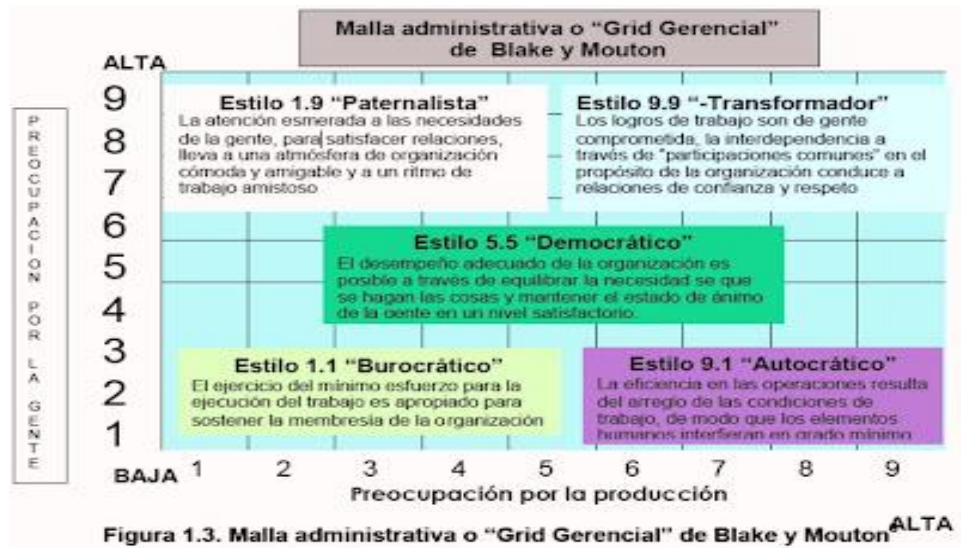 Malla administrativa o “Grid Gerencial”
de Blake y Mouton
ALTA
PREOCUPACION POR LA GENTE
9
8
7
6
5
4
3
2
1
Estilo 1.9 “Paternalista”
La atención esmerada a las necesidades
de la gente, para satisfacer relaciones,
lleva a una atmósfera de organización
cómoda y amigable y a un ritmo de
trabajo amistoso
Estilo 9.9 “-Transformador”
Los logros de trabajo son de gente
comprometida, la interdependencia a
través de “participaciones comunes” en el
propósito de la organización conduce a
relaciones de confianza y respeto
Estilo 5.5 “Democrático”
El desempeño adecuado de la organización es
posible a través de equilibrar la necesidad se que
se hagan las cosas y mantener el estado de ánimo
de la gente en un nivel satisfactorio.
Estilo 1.1 “Burocrático”
El ejercicio del mínimo esfuerzo para la
ejecución del trabajo es apropiado para
sostener la membresía de la organización
Estilo 9.1 “Autocrático”
La eficiencia en las operaciones resulta
del arreglo de las condiciones de
trabajo, de modo que los elementos
humanos interfieran en grado mínimo
BAJA
1 2 3 4 5 6 7 8 9
Preocupación por la producción
ALTA
Figura 1.3. Malla administrativa o “Grid Gerencial” de Blake y Mouton